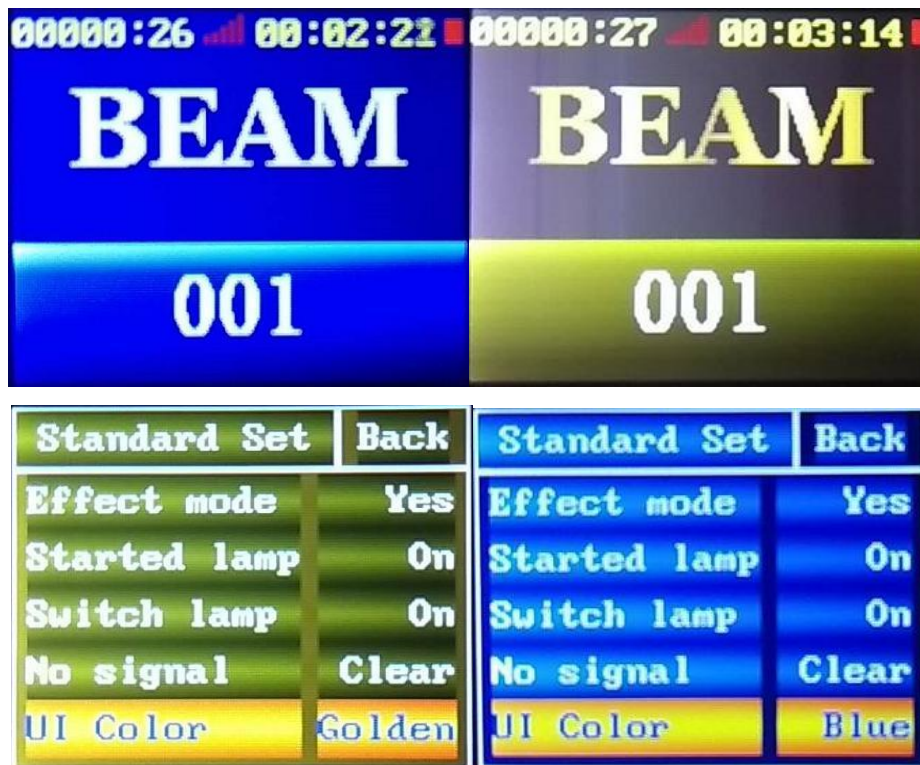 00000:26 00:02:22
BEAM
001
00000:27 00:03:14
BEAM
001
Standard Set Back
Effect mode Yes
Started lamp On
Switch lamp On
No signal Clear
UI Color Golden
Standard Set Back
Effect mode Yes
Started lamp On
Switch lamp On
No signal Clear
UI Color Blue